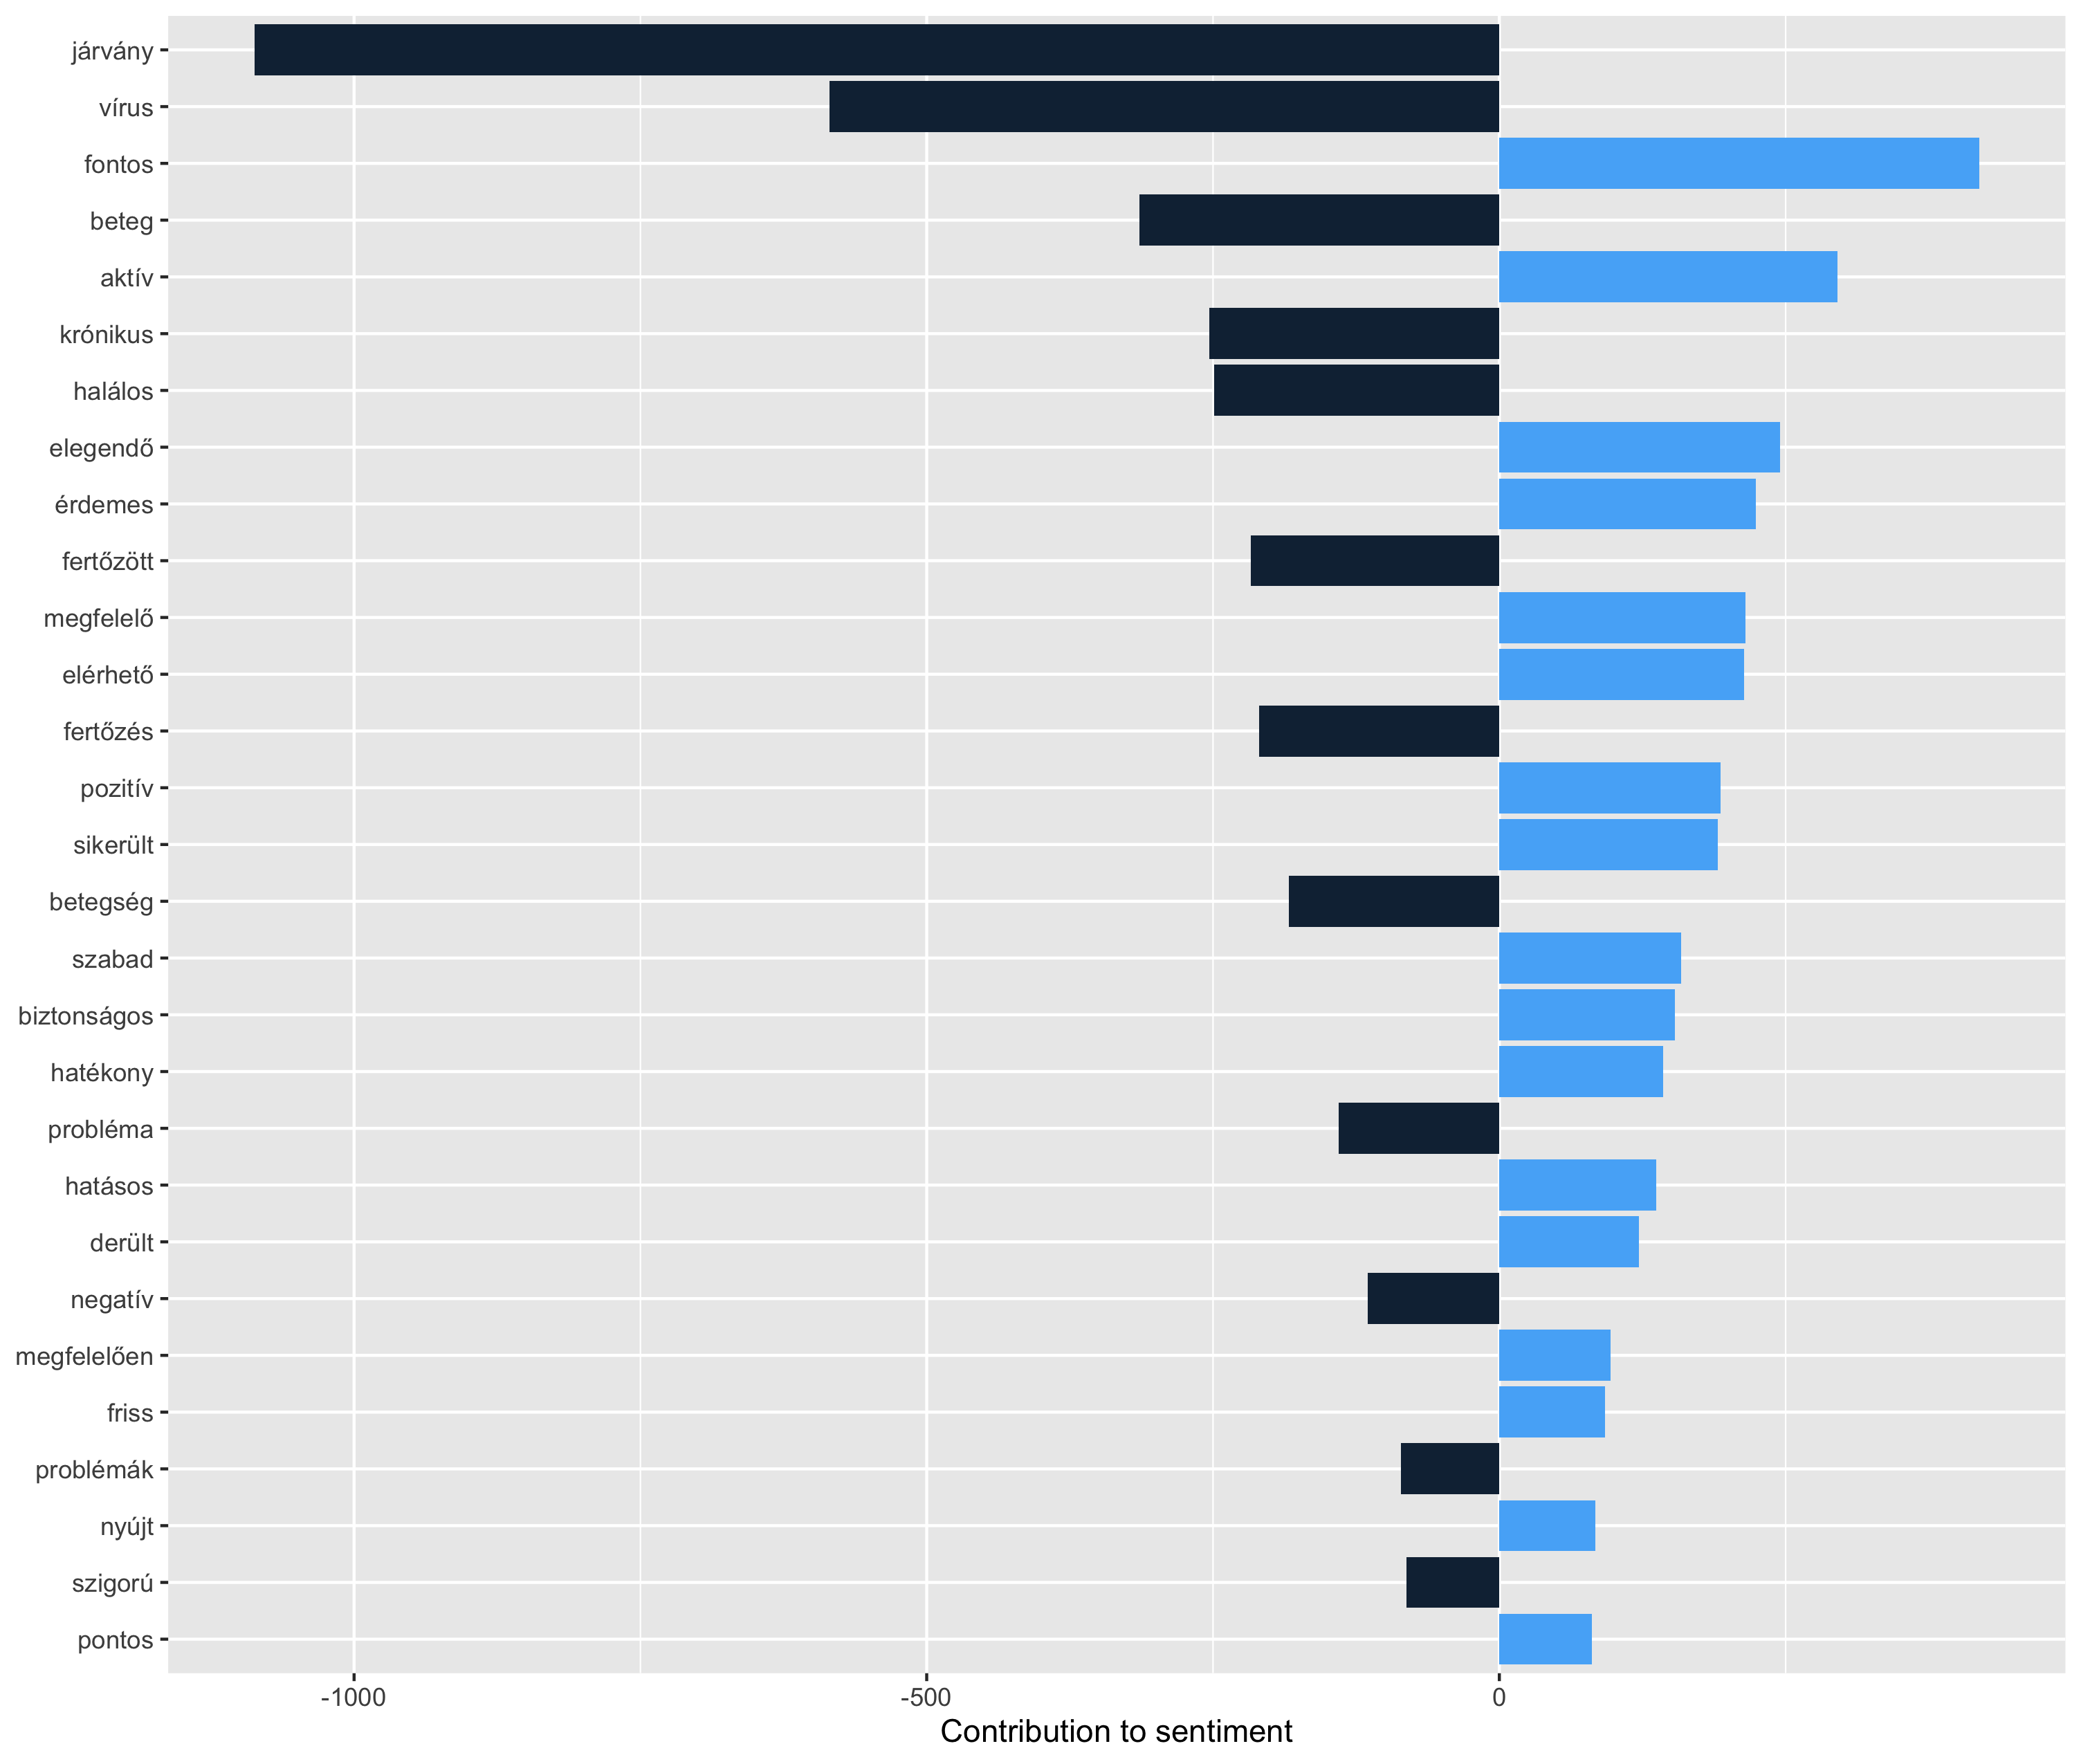 járvány
vírus
fontos
beteg
aktív
krónikus
halálos
elegendő
érdemes
fertőzött
megfelelő
elérhető
fertőzés
pozitív
sikerült
betegség
szabad
biztonságos
hatékony
probléma
hatásos
derült
negatív
megfelelően
friss
problémák
nyújt
szigorú
pontos
-1000 -500 0
Contribution to sentiment